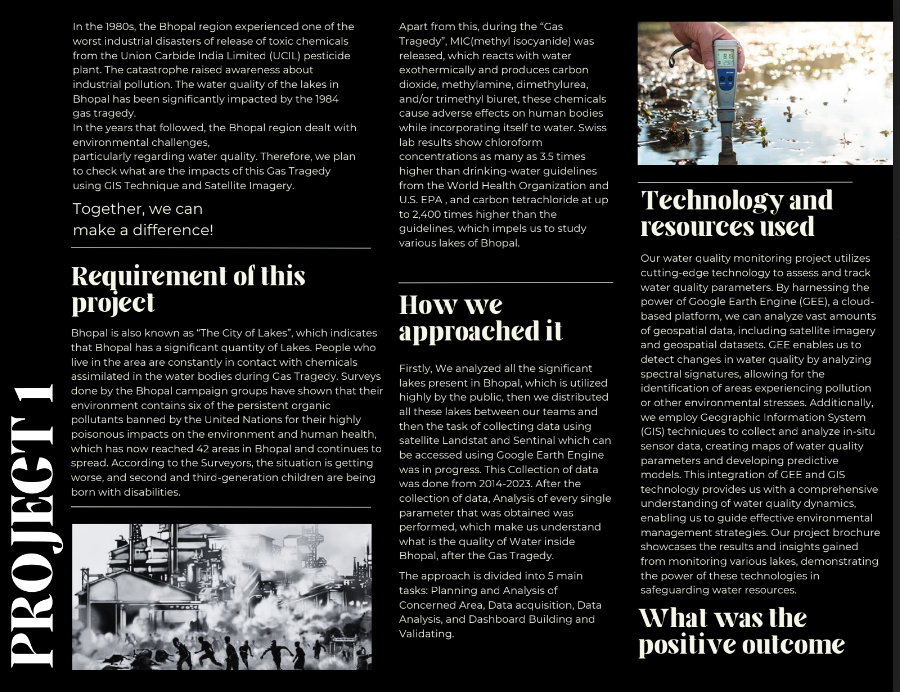 PROJECT 1
In the 1980s, the Bhopal region experienced one of the
worst industrial disasters of release of toxic chemicals
from the Union Carbide India Limited (UCIL) pesticide
plant. The catastrophe raised awareness about
industrial pollution. The water quality of the lakes in
Bhopal has been significantly impacted by the 1984
gas tragedy.
In the years that followed, the Bhopal region dealt with
environmental challenges,
particularly regarding water quality. Therefore, we plan
to check what are the impacts of this Gas Tragedy
using GIS Technique and Satellite Imagery.
Together, we can
make a difference!
Requirement of this
project
Bhopal is also known as “The City of Lakes”, which indicates
that Bhopal has a significant quantity of Lakes. People who
live in the area are constantly in contact with chemicals
assimilated in the water bodies during Gas Tragedy. Surveys
done by the Bhopal campaign groups have shown that their
environment contains six of the persistent organic
pollutants banned by the United Nations for their highly
poisonous impacts on the environment and human health,
which has now reached 42 areas in Bhopal and continues to
spread. According to the Surveyors, the situation is getting
worse, and second and third-generation children are being
born with disabilities.
Apart from this, during the “Gas
Tragedy”, MIC(methyl isocyanide) was
released, which reacts with water
exothermically and produces carbon
dioxide, methylamine, dimethylurea,
and/or trimethyl biuret, these chemicals
cause adverse effects on human bodies
while incorporating itself to water. Swiss
lab results show chloroform
concentrations as many as 3.5 times
higher than drinking-water guidelines
from the World Health Organization and
U.S. EPA , and carbon tetrachloride at up
to 2,400 times higher than the
guidelines, which impels us to study
various lakes of Bhopal.
How we
approached it
Firstly, We analyzed all the significant
lakes present in Bhopal, which is utilized
highly by the public, then we distributed
all these lakes between our teams and
then the task of collecting data using
satellite Landstat and Sentinal which can
be accessed using Google Earth Engine
was in progress. This Collection of data
was done from 2014-2023. After the
collection of data, Analysis of every single
parameter that was obtained was
performed, which make us understand
what is the quality of Water inside
Bhopal, after the Gas Tragedy.
The approach is divided into 5 main
tasks: Planning and Analysis of
Concerned Area, Data acquisition, Data
Analysis, and Dashboard Building and
Validating.
Technology and
resources used
Our water quality monitoring project utilizes
cutting-edge technology to assess and track
water quality parameters. By harnessing the
power of Google Earth Engine (GEE), a cloud-
based platform, we can analyze vast amounts
of geospatial data, including satellite imagery
and geospatial datasets. GEE enables us to
detect changes in water quality by analyzing
spectral signatures, allowing for the
identification of areas experiencing pollution
or other environmental stresses. Additionally,
we employ Geographic Information System
(GIS) techniques to collect and analyze in-situ
sensor data, creating maps of water quality
parameters and developing predictive
models. This integration of GEE and GIS
technology provides us with a comprehensive
understanding of water quality dynamics,
enabling us to guide effective environmental
management strategies. Our project brochure
showcases the results and insights gained
from monitoring various lakes, demonstrating
the power of these technologies in
safeguarding water resources.
What was the
positive outcome